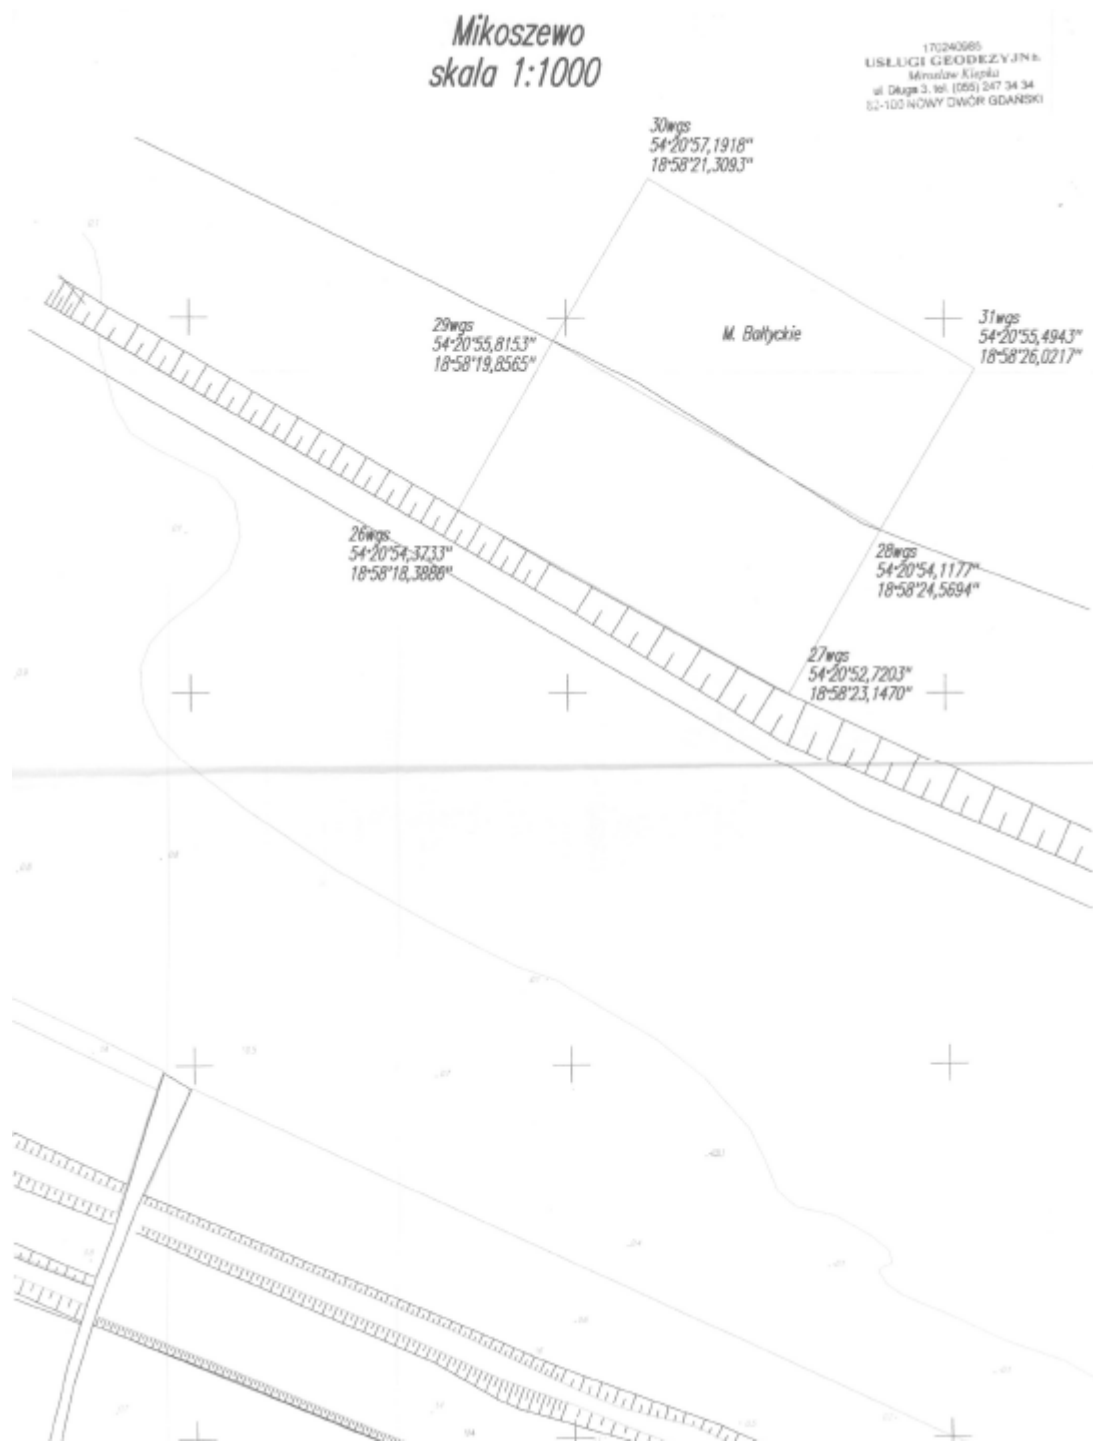 Mikoszewo
skala 1:1000
170240985
USŁUGI GEODEZYJNE
Mirosław Kiepka
ul. Długa 3, tel. (055) 247 34 34
82-100 NOWY DWÓR GDAŃSKI
30wgs
54°20'57,1918"
18°58'21,3093"
29wgs
54°20'55,8153"
18°58'19,8565"
M. Bałtyckie
31wgs
54°20'55,4943"
18°58'26,0217"
26wgs
54°20'54,3733"
18°58'18,3886"
28wgs
54°20'54,1177"
18°58'24,5694"
27wgs
54°20'52,7203"
18°58'23,1470"